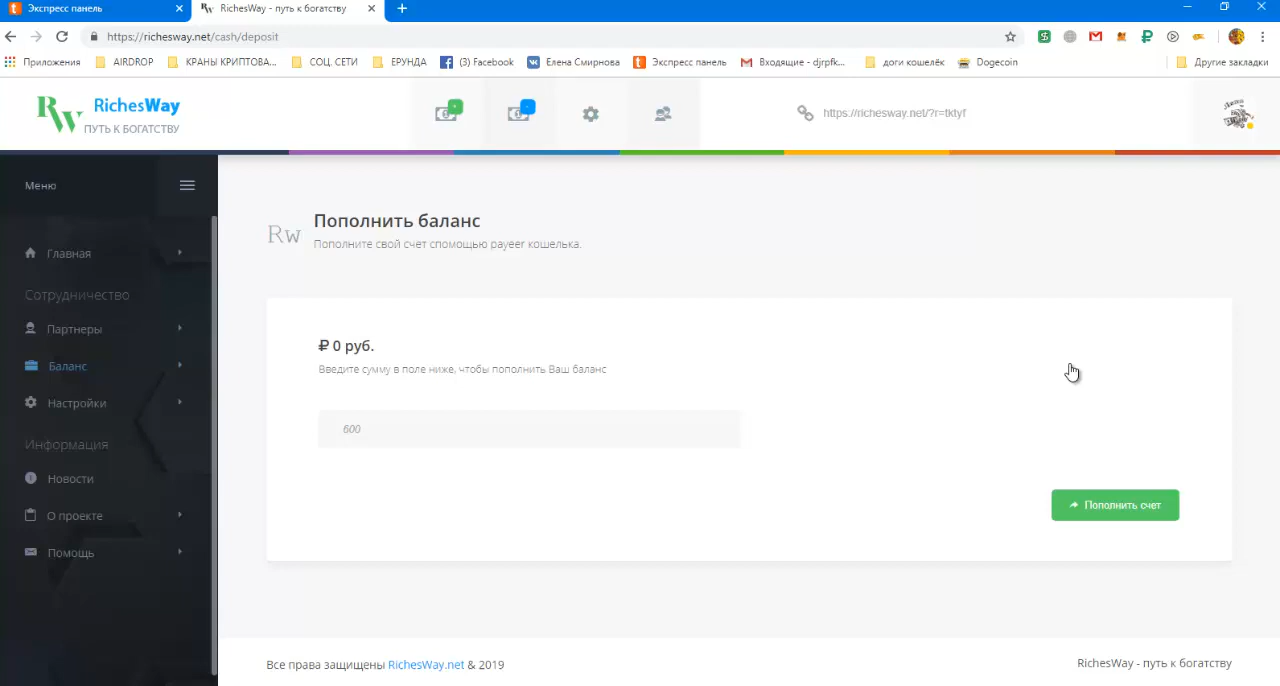 Экспресс панель
RichesWay - путь к богатству
https://richesway.net/cash/deposit
Приложения AIRDROP КРАНЫ КРИПТОВА... СОЦ. СЕТИ ЕРУНДА (3) Facebook Елена Смирнова Экспресс панель Входящие - djrpfk... доги кошелёк Dogecoin Другие закладки
RW RichesWay
ПУТЬ К БОГАТСТВУ
https://richesway.net/?r=tktyf
Меню
Главная
Сотрудничество
Партнеры
Баланс
Настройки
Информация
Новости
О проекте
Помощь
Rw Пополнить баланс
Пополните свой счет спомощью payeer кошелька.
₽ 0 руб.
Введите сумму в поле ниже, чтобы пополнить Ваш баланс
600
Пополнить счет
Все права защищены RichesWay.net & 2019
RichesWay - путь к богатству